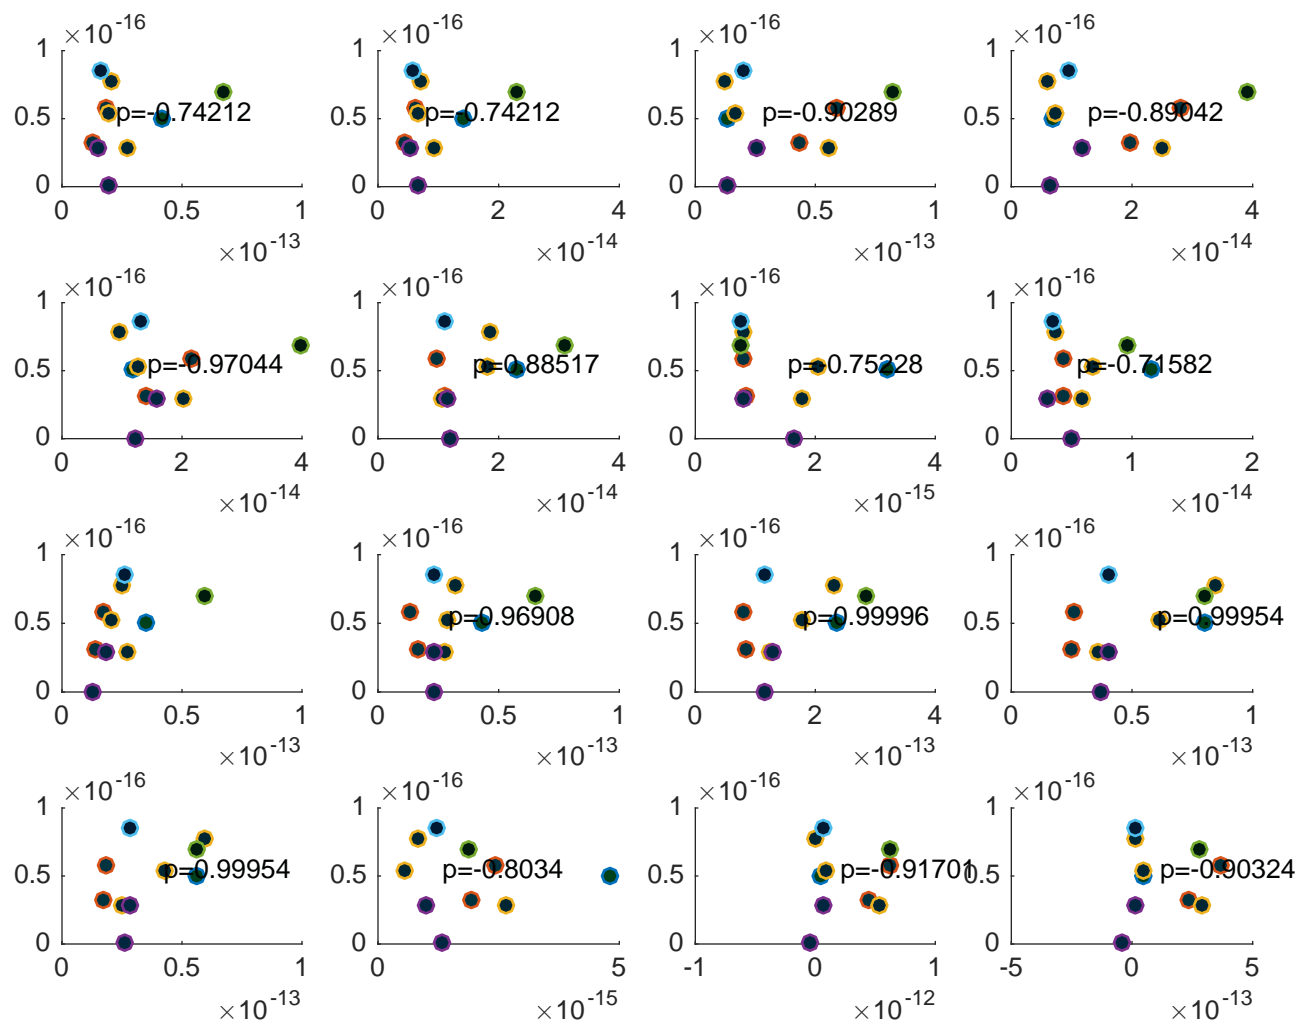 ×10-16 ×10-16 ×10-16 ×10-16
1 1 1 1
0.5 p=-0.74212 0.5 p=-0.74212 0.5 p=-0.90289 0.5 p=-0.89042
0 0 0 0
0 0.5 1 0 2 4 0 0.5 1 0 2 4
×10-13 ×10-14 ×10-13 ×10-14
×10-16 ×10-16 ×10-16 ×10-16
1 1 1 1
0.5 p=-0.97044 0.5 p=0.88517 0.5 p=0.75228 0.5 p=-0.71582
0 0 0 0
0 2 4 0 2 4 0 2 4 0 1 2
×10-14 ×10-14 ×10-15 ×10-14
×10-16 ×10-16 ×10-16 ×10-16
1 1 1 1
0.5 0.5 p=0.96908 0.5 p=0.99996 0.5 p=0.99954
0 0 0 0
0 0.5 1 0 0.5 1 0 2 4 0 0.5 1
×10-13 ×10-13 ×10-13 ×10-13
×10-16 ×10-16 ×10-16 ×10-16
1 1 1 1
0.5 p=0.99954 0.5 p=-0.8034 0.5 p=-0.91701 0.5 p=-0.90324
0 0 0 0
0 0.5 1 0 5 -1 0 1 -5 0 5
×10-13 ×10-15 ×10-12 ×10-13